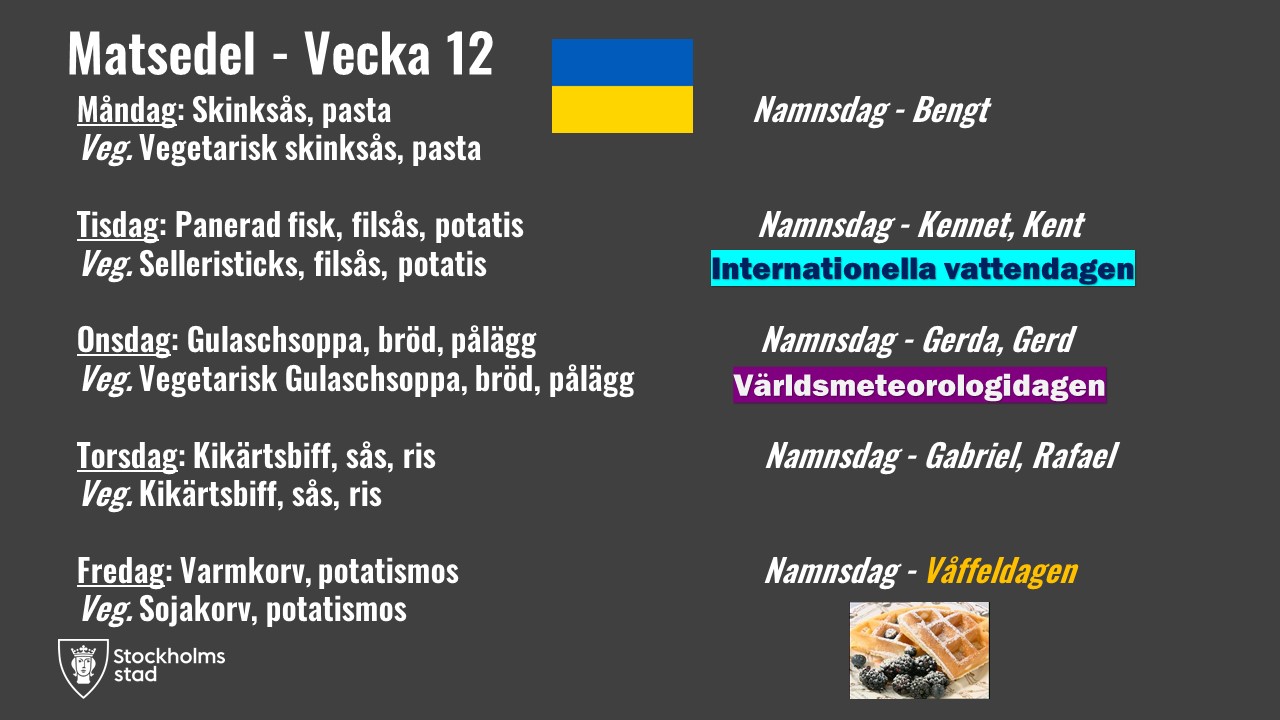 Matsedel - Vecka 12
Måndag: Skinksås, pasta
Namnsdag - Bengt
Veg. Vegetarisk skinksås, pasta
Tisdag: Panerad fisk, filsås, potatis
Namnsdag - Kennet, Kent
Veg. Selleristicks, filsås, potatis
Internationella vattendagen
Onsdag: Gulaschsoppa, bröd, pålägg
Namnsdag - Gerda, Gerd
Veg. Vegetarisk Gulaschsoppa, bröd, pålägg
Världsmeteorologidagen
Torsdag: Kikärtsbiff, sås, ris
Namnsdag - Gabriel, Rafael
Veg. Kikärtsbiff, sås, ris
Fredag: Varmkorv, potatismos
Namnsdag - Våffeldagen
Veg. Sojakorv, potatismos
Stockholms
stad